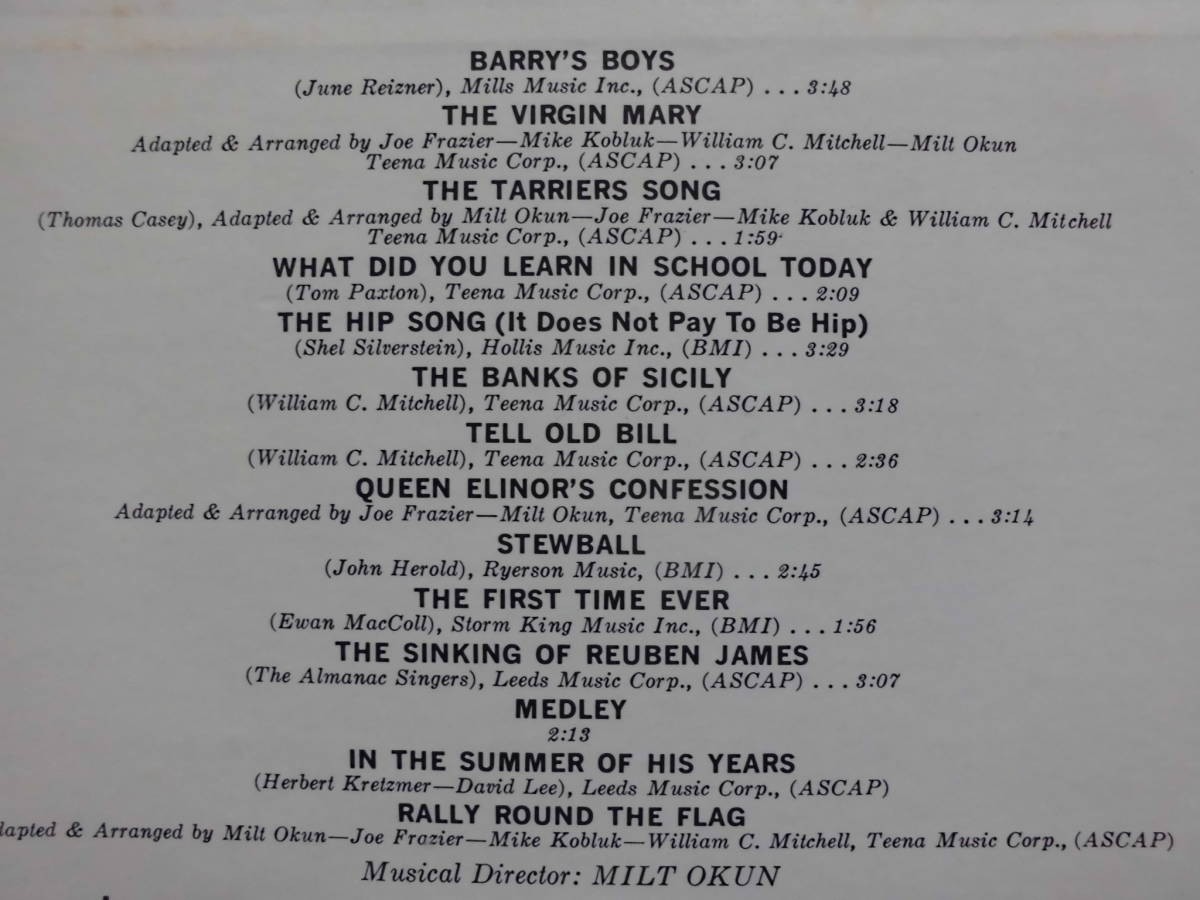 BARRY'S BOYS
(June Reizner), Mills Music Inc., (ASCAP) ... 3:48
THE VIRGIN MARY
Adapted & Arranged by Joe Frazier—Mike Kobluk—William C. Mitchell—Milt Okun
Teena Music Corp., (ASCAP) ... 3:07
THE TARRIERS SONG
(Thomas Casey), Adapted & Arranged by Milt Okun—Joe Frazier—Mike Kobluk & William C. Mitchell
Teena Music Corp., (ASCAP) ... 1:59
WHAT DID YOU LEARN IN SCHOOL TODAY
(Tom Paxton), Teena Music Corp., (ASCAP) ... 2:09
THE HIP SONG (It Does Not Pay To Be Hip)
(Shel Silverstein), Hollis Music Inc., (BMI) ... 3:29
THE BANKS OF SICILY
(William C. Mitchell), Teena Music Corp., (ASCAP) ... 3:18
TELL OLD BILL
(William C. Mitchell), Teena Music Corp., (ASCAP) ... 2:36
QUEEN ELINOR'S CONFESSION
Adapted & Arranged by Joe Frazier—Milt Okun, Teena Music Corp., (ASCAP) ... 3:14
STEWBALL
(John Herold), Ryerson Music, (BMI) ... 2:45
THE FIRST TIME EVER
(Ewan MacColl), Storm King Music Inc., (BMI) ... 1:56
THE SINKING OF REUBEN JAMES
(The Almanac Singers), Leeds Music Corp., (ASCAP) ... 3:07
MEDLEY
2:13
IN THE SUMMER OF HIS YEARS
(Herbert Kretzmer—David Lee), Leeds Music Corp., (ASCAP)
RALLY ROUND THE FLAG
dapted & Arranged by Milt Okun—Joe Frazier—Mike Kobluk—William C. Mitchell, Teena Music Corp., (ASCAP)
Musical Director: MILT OKUN